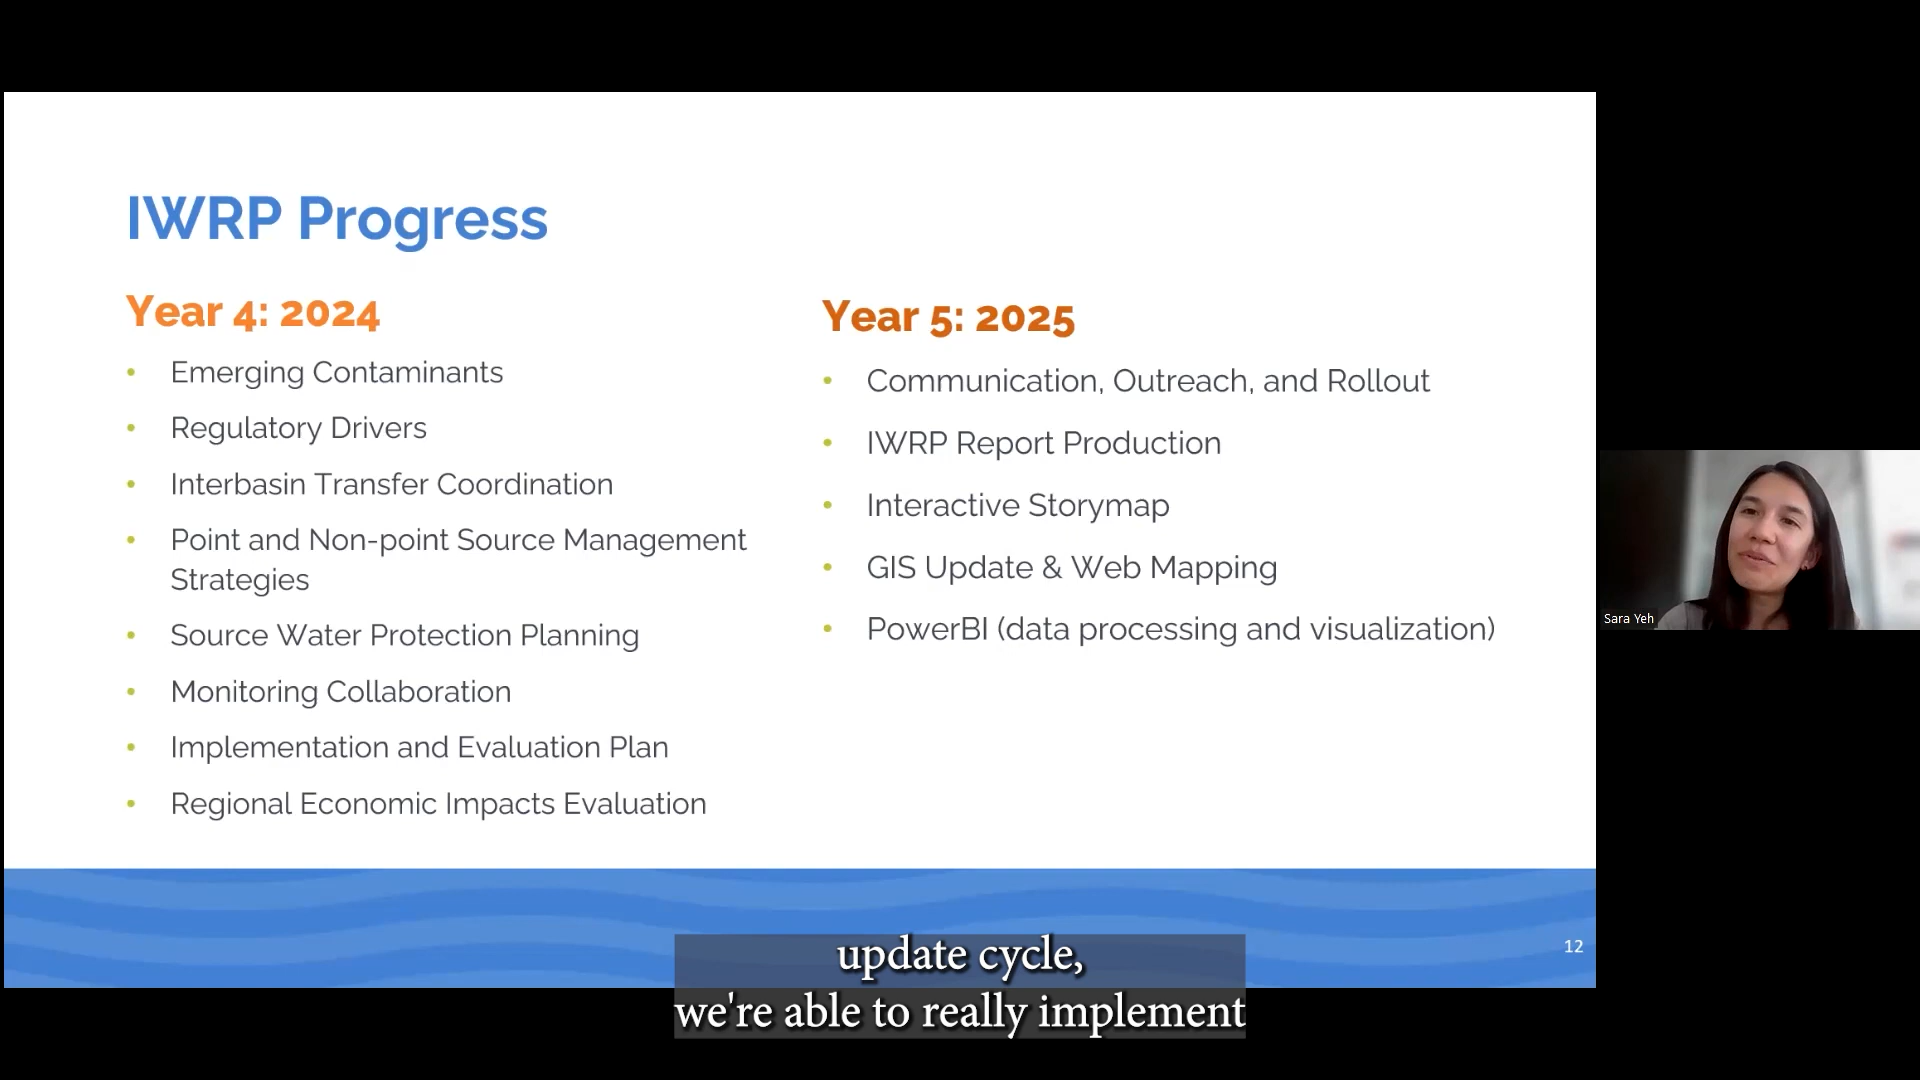 IWRP Progress
Year 4: 2024
• Emerging Contaminants
• Regulatory Drivers
• Interbasin Transfer Coordination
• Point and Non-point Source Management
Strategies
• Source Water Protection Planning
• Monitoring Collaboration
• Implementation and Evaluation Plan
• Regional Economic Impacts Evaluation
Year 5: 2025
• Communication, Outreach, and Rollout
• IWRP Report Production
• Interactive Storymap
• GIS Update & Web Mapping
• PowerBI (data processing and visualization)
Sara Yeh
12
update cycle,
we're able to really implement